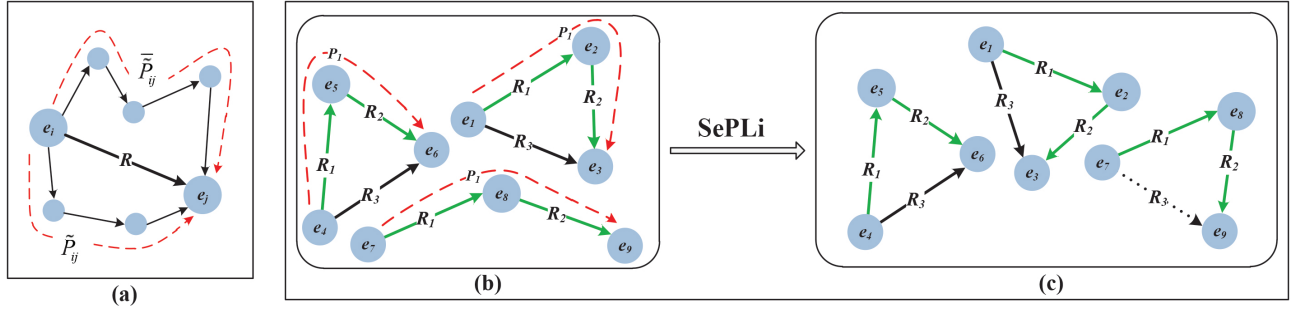 P̃̅ij
ei
R
ej
P̃ij
(a)
P1
e5
R2
e6
R1
R3
e4
P1
e2
R1
e1
R2
R3
e3
P1
e8
R1
R2
e7
e9
(b)
SePLi
e1
R1
e5
R3
e2
R2
R2
e8
R1
e6
e3
e7
R1
R2
R3
R3
e4
e9
(c)